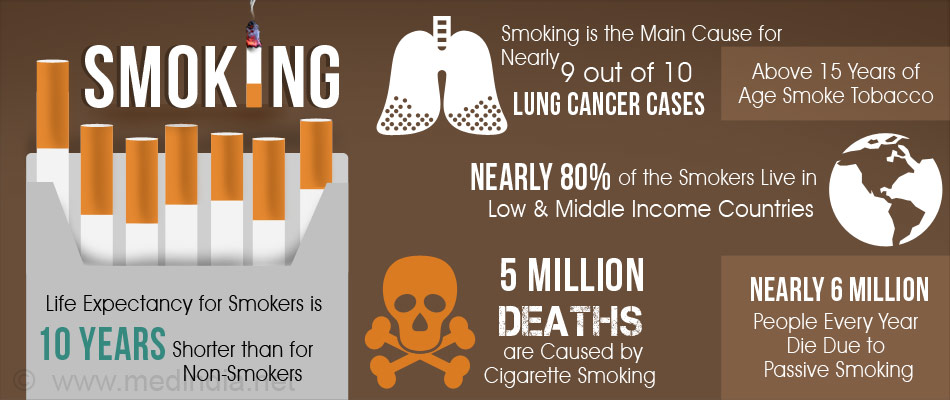 SMOKING
Life Expectancy for Smokers is
10 YEARS Shorter than for
Non-Smokers
© www.medindia.net
Smoking is the Main Cause for
Nearly 9 out of 10
LUNG CANCER CASES
Above 15 Years of
Age Smoke Tobacco
NEARLY 80% of the Smokers Live in
Low & Middle Income Countries
5 MILLION
DEATHS
are Caused by
Cigarette Smoking
NEARLY 6 MILLION
People Every Year
Die Due to
Passive Smoking